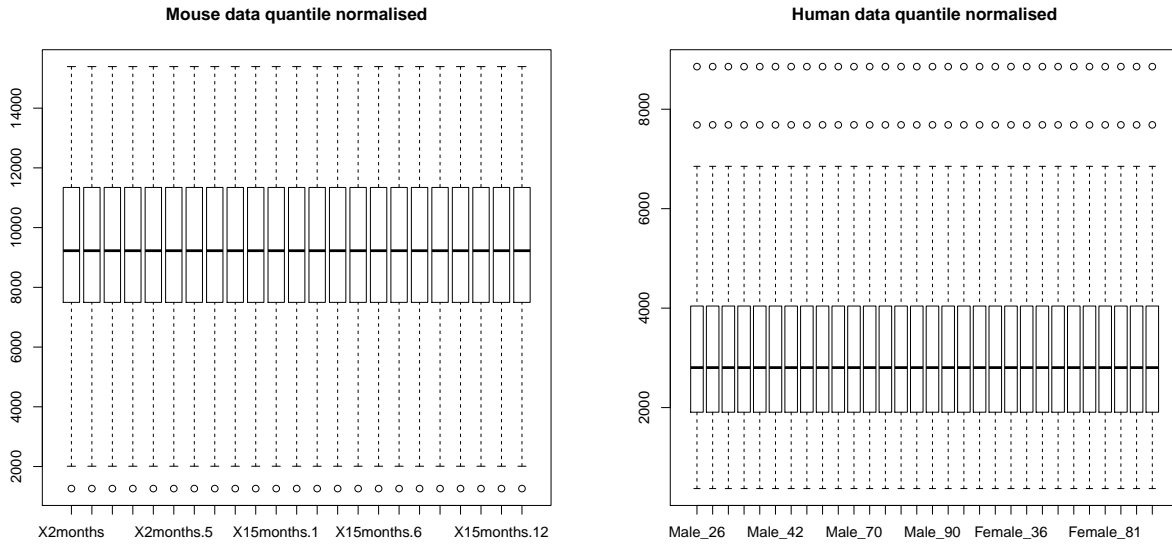 Mouse data quantile normalised
14000
12000
10000
8000
6000
4000
2000
X2months X2months.5 X15months.1 X15months.6 X15months.12
Human data quantile normalised
8000
6000
4000
2000
Male_26 Male_42 Male_70 Male_90 Female_36 Female_81